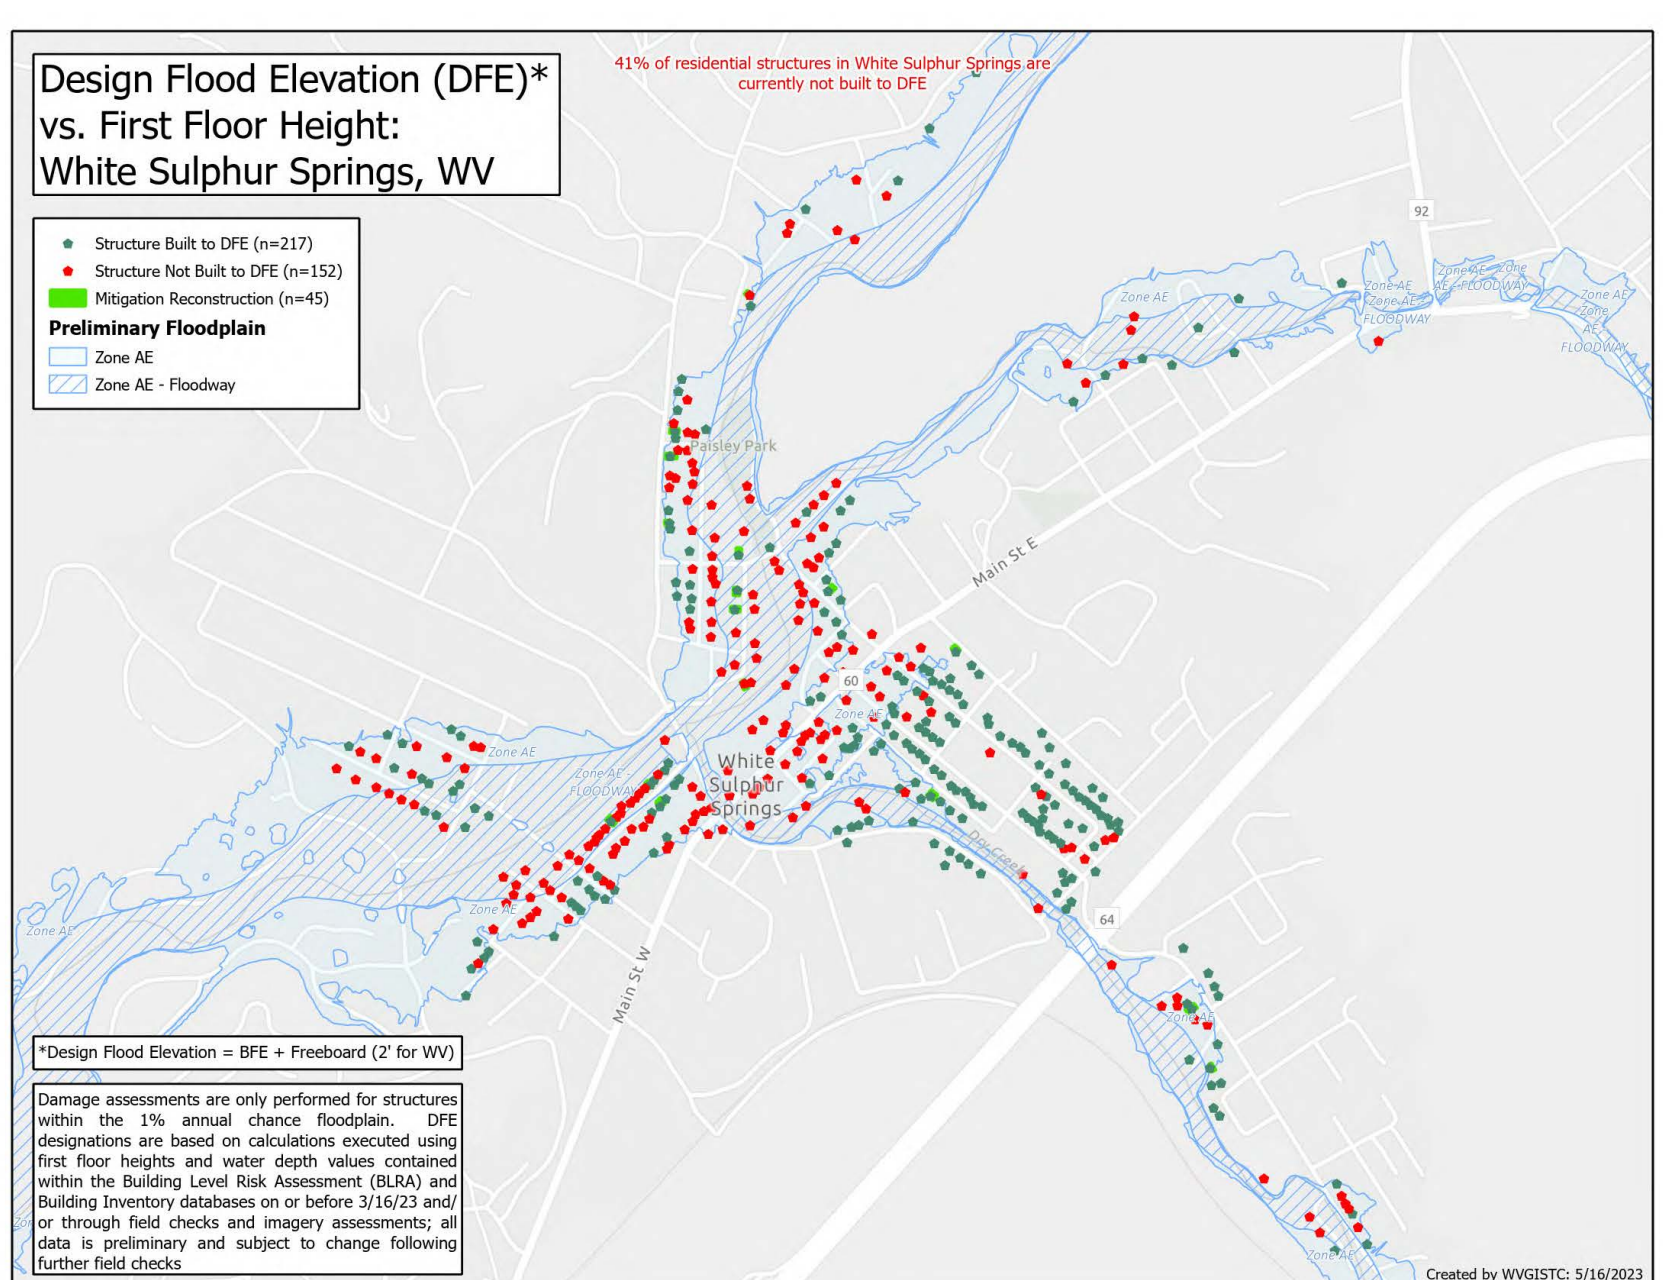 Design Flood Elevation (DFE)*
vs. First Floor Height:
White Sulphur Springs, WV
41% of residential structures in White Sulphur Springs are
currently not built to DFE
Structure Built to DFE (n=217)
Structure Not Built to DFE (n=152)
Mitigation Reconstruction (n=45)
Preliminary Floodplain
Zone AE
Zone AE - Floodway
92
Zone AE
Zone AE
Zone AE -
FLOODWAY
Zone AE - Zone
AE - FLOODWAY
Zone AE
Zone
AE -
FLOODWAY
Paisley Park
Main St E
60
Zone AE
Zone AE
Zone AE -
FLOODWAY
White
Sulphur
Springs
Dry Creek
Zone AE
Zone AE
64
Main St W
Zone AE
Zone AE
*Design Flood Elevation = BFE + Freeboard (2' for WV)
Damage assessments are only performed for structures
within the 1% annual chance floodplain. DFE
designations are based on calculations executed using
first floor heights and water depth values contained
within the Building Level Risk Assessment (BLRA) and
Building Inventory databases on or before 3/16/23 and/
or through field checks and imagery assessments; all
data is preliminary and subject to change following
further field checks
Created by WVGISTC: 5/16/2023